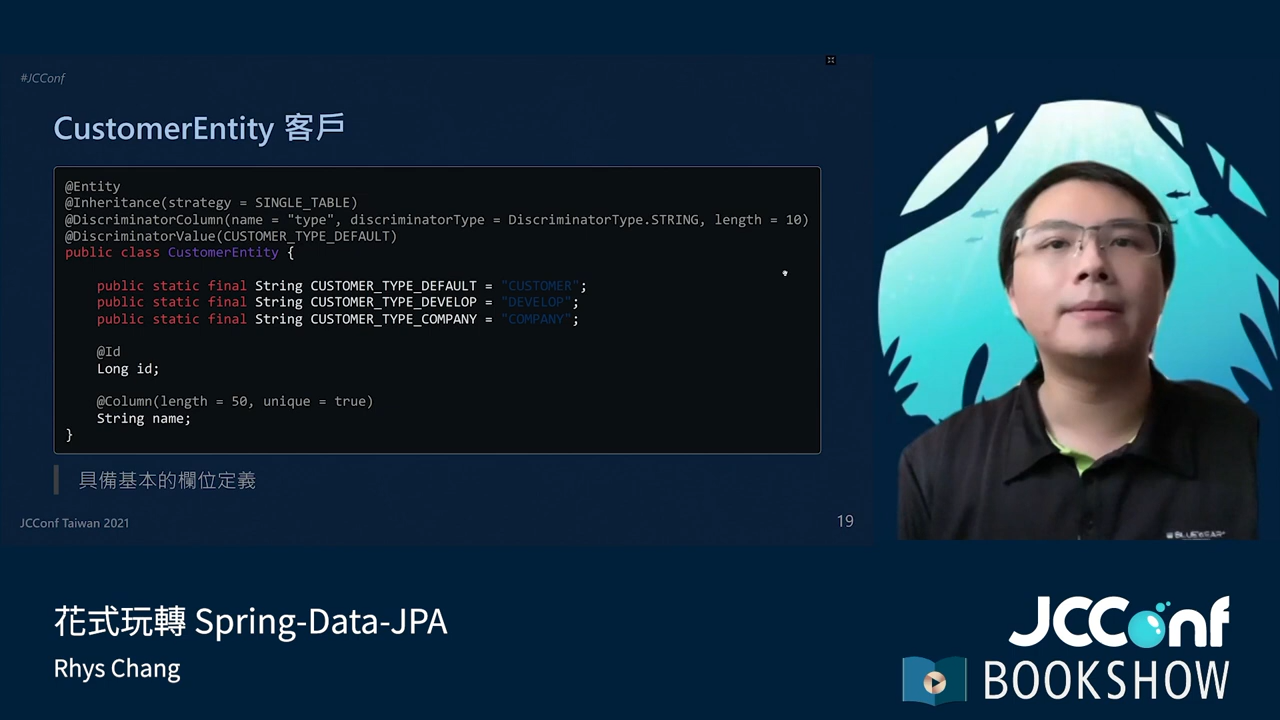 #JCConf
CustomerEntity 客戶
@Entity
@Inheritance(strategy = SINGLE_TABLE)
@DiscriminatorColumn(name = "type", discriminatorType = DiscriminatorType.STRING, length = 10)
@DiscriminatorValue(CUSTOMER_TYPE_DEFAULT)
public class CustomerEntity {
public static final String CUSTOMER_TYPE_DEFAULT = "CUSTOMER";
public static final String CUSTOMER_TYPE_DEVELOP = "DEVELOP";
public static final String CUSTOMER_TYPE_COMPANY = "COMPANY";
@Id
Long id;
@Column(length = 50, unique = true)
String name;
}
具備基本的欄位定義
JCConf Taiwan 2021
19
花式玩轉 Spring-Data-JPA
Rhys Chang
JCConf
BOOKSHOW